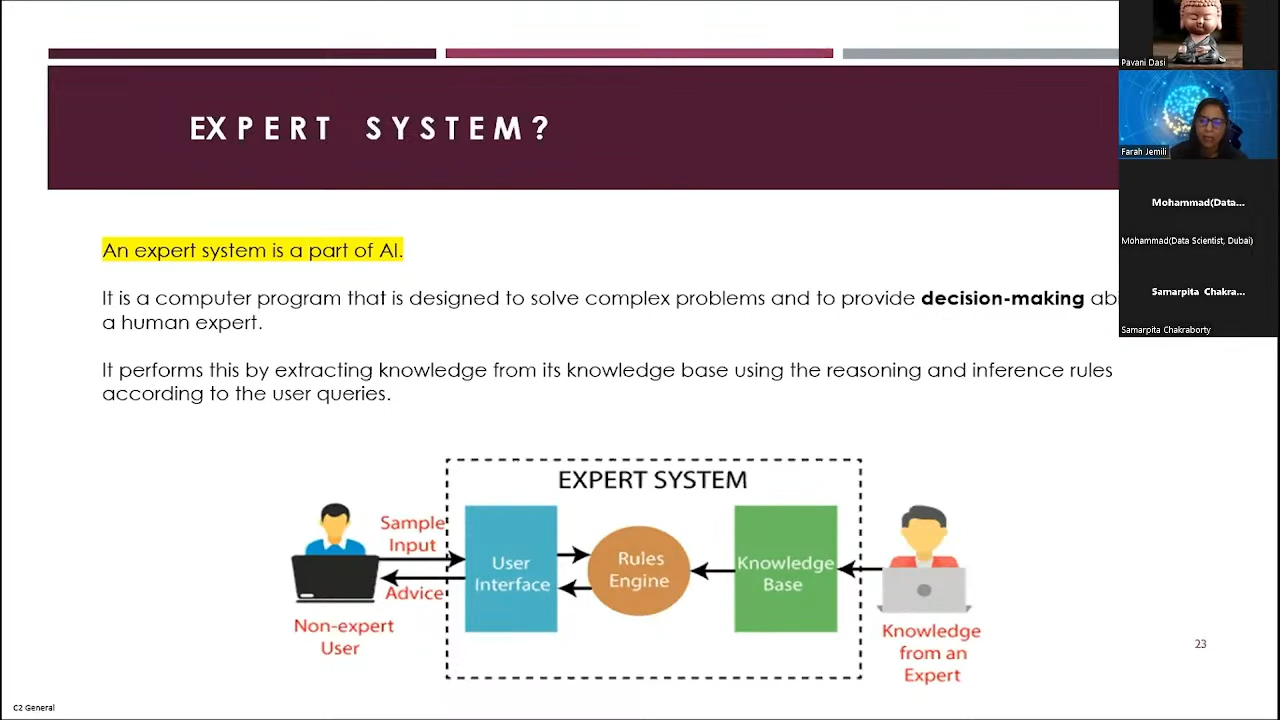 EXPERT SYSTEM?
An expert system is a part of AI.
It is a computer program that is designed to solve complex problems and to provide decision-making
a human expert.
It performs this by extracting knowledge from its knowledge base using the reasoning and inference rules
according to the user queries.
EXPERT SYSTEM
Sample
Input
Advice
Non-expert
User
User
Interface
Rules
Engine
Knowledge
Base
Knowledge
from an
Expert
23
C2 General
Pavani Dasi
Farah Jemili
Mohammad(Data...
Mohammad(Data Scientist, Dubai)
Samarpita Chakra...
Samarpita Chakraborty